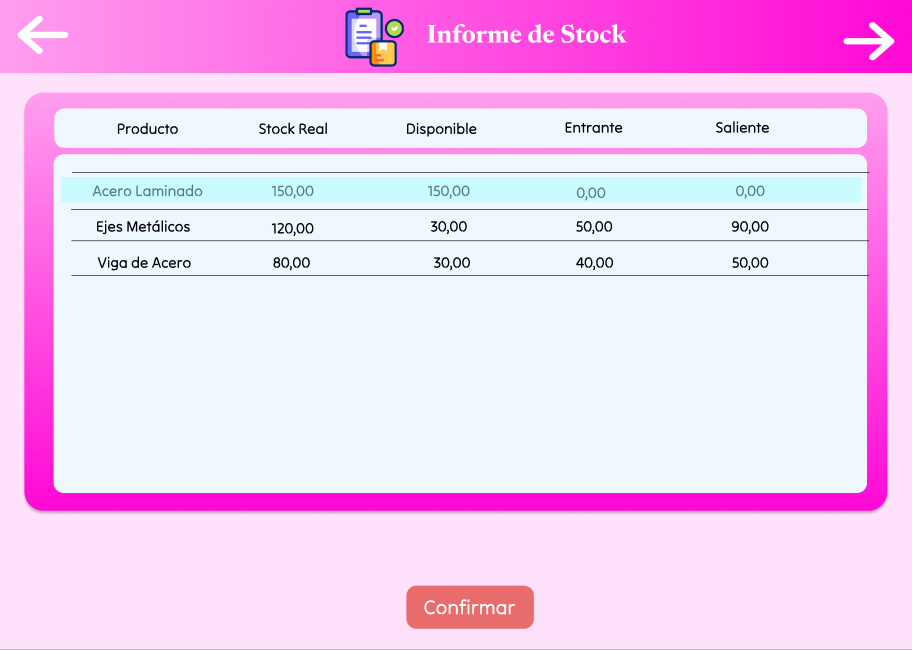 Informe de Stock
Producto Stock Real Disponible Entrante Saliente
Acero Laminado 150,00 150,00 0,00 0,00
Ejes Metálicos 120,00 30,00 50,00 90,00
Viga de Acero 80,00 30,00 40,00 50,00
Confirmar